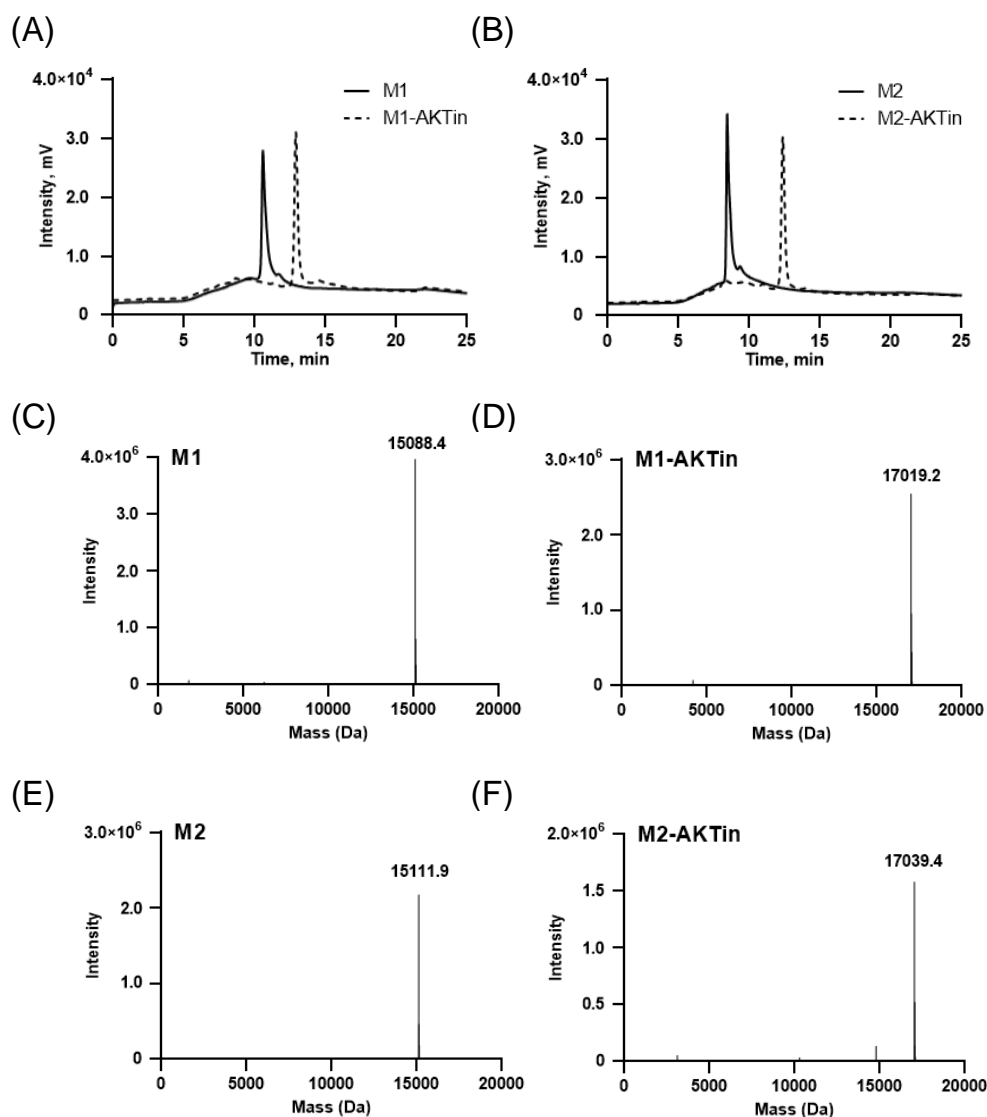 (A)
4.0×10⁴
3.0
2.0
1.0
0
Intensity, mV
M1
M1-AKTin
0 5 10 15 20 25
Time, min
(B)
4.0×10⁴
3.0
2.0
1.0
0
Intensity, mV
M2
M2-AKTin
0 5 10 15 20 25
Time, min
(C)
M1
15088.4
4.0×10⁶
3.0
2.0
1.0
0
Intensity
0 5000 10000 15000 20000
Mass (Da)
(D)
M1-AKTin
17019.2
3.0×10⁶
2.0
1.0
0
Intensity
0 5000 10000 15000 20000
Mass (Da)
(E)
M2
15111.9
3.0×10⁶
2.0
1.0
0
Intensity
0 5000 10000 15000 20000
Mass (Da)
(F)
M2-AKTin
17039.4
2.0×10⁶
1.5
1.0
0.5
0
Intensity
0 5000 10000 15000 20000
Mass (Da)